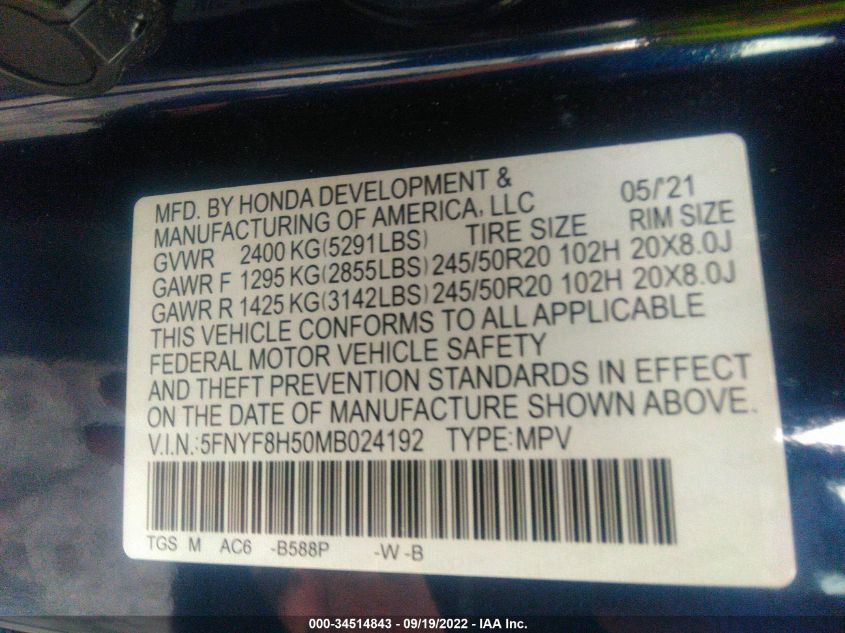 MFD. BY HONDA DEVELOPMENT & 05/'21
MANUFACTURING OF AMERICA, LLC
GVWR 2400 KG(5291LBS) TIRE SIZE RIM SIZE
GAWR F 1295 KG(2855LBS) 245/50R20 102H 20X8.0J
GAWR R 1425 KG(3142LBS) 245/50R20 102H 20X8.0J
THIS VEHICLE CONFORMS TO ALL APPLICABLE
FEDERAL MOTOR VEHICLE SAFETY
AND THEFT PREVENTION STANDARDS IN EFFECT
ON THE DATE OF MANUFACTURE SHOWN ABOVE.
V.I.N.:5FNYF8H50MB024192 TYPE:MPV
TGS M AC6 -B588P -W -B
000-34514843 - 09/19/2022 - IAA Inc.